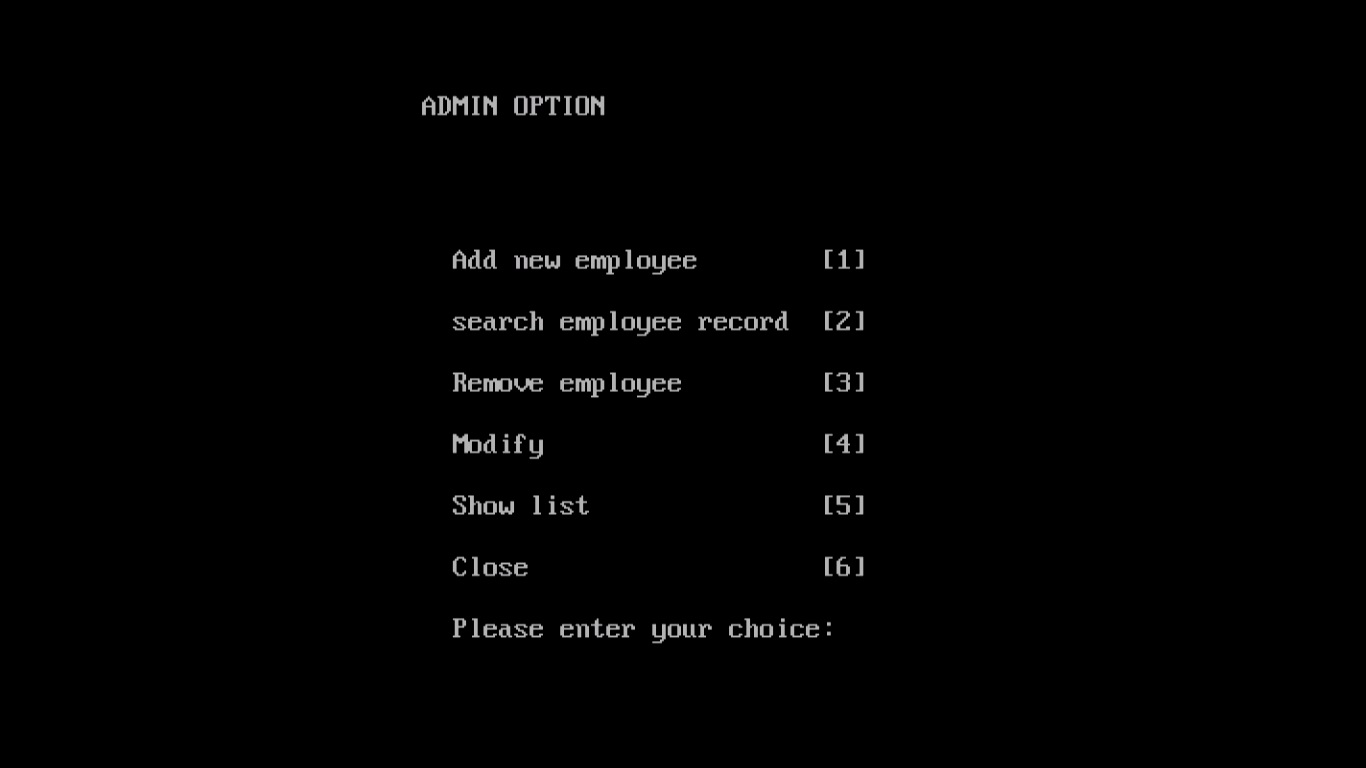 ADMIN OPTION
Add new employee [1]
search employee record [2]
Remove employee [3]
Modify [4]
Show list [5]
Close [6]
Please enter your choice: